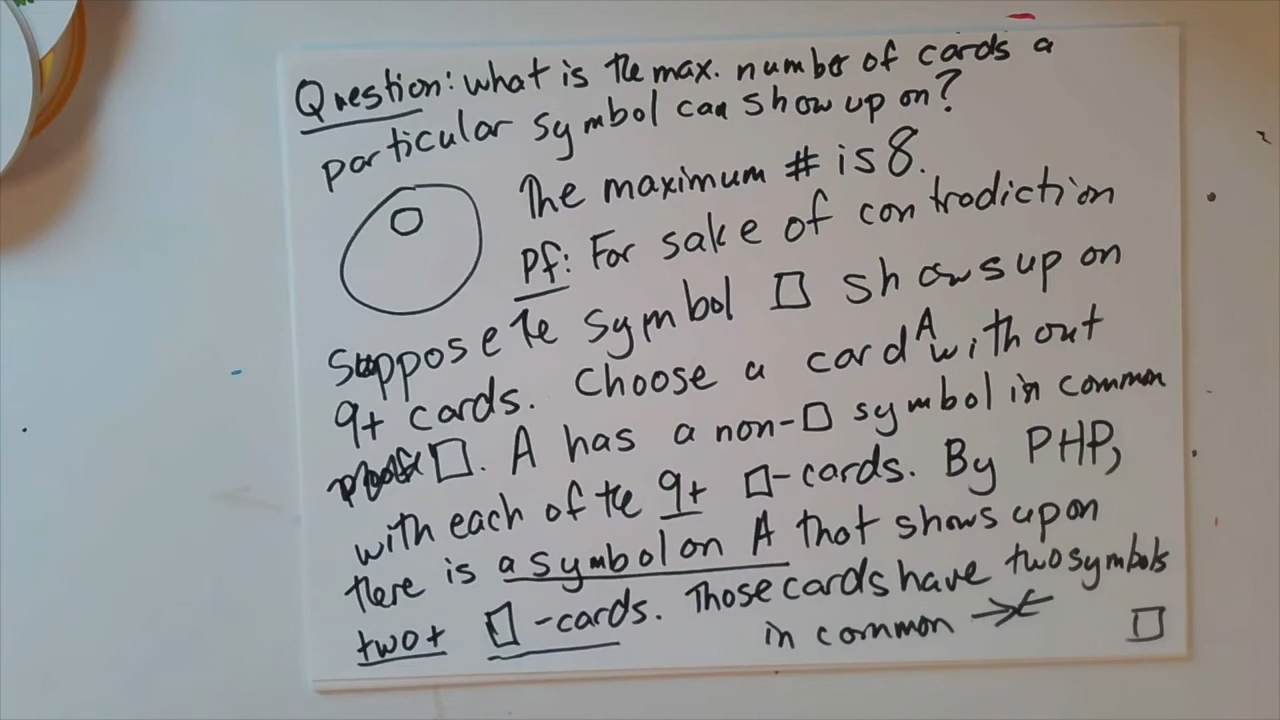 Question: what is the max. number of cards a
particular symbol can show up on?
The maximum # is 8.
Pf: For sake of contradiction
Suppose the symbol □ shows up on
9+ cards. Choose a card A without
□. A has a non-□ symbol in common
with each of the 9+ □-cards. By PHP,
there is a symbol on A that shows up on
two+ □-cards. Those cards have two symbols
in common →←
□